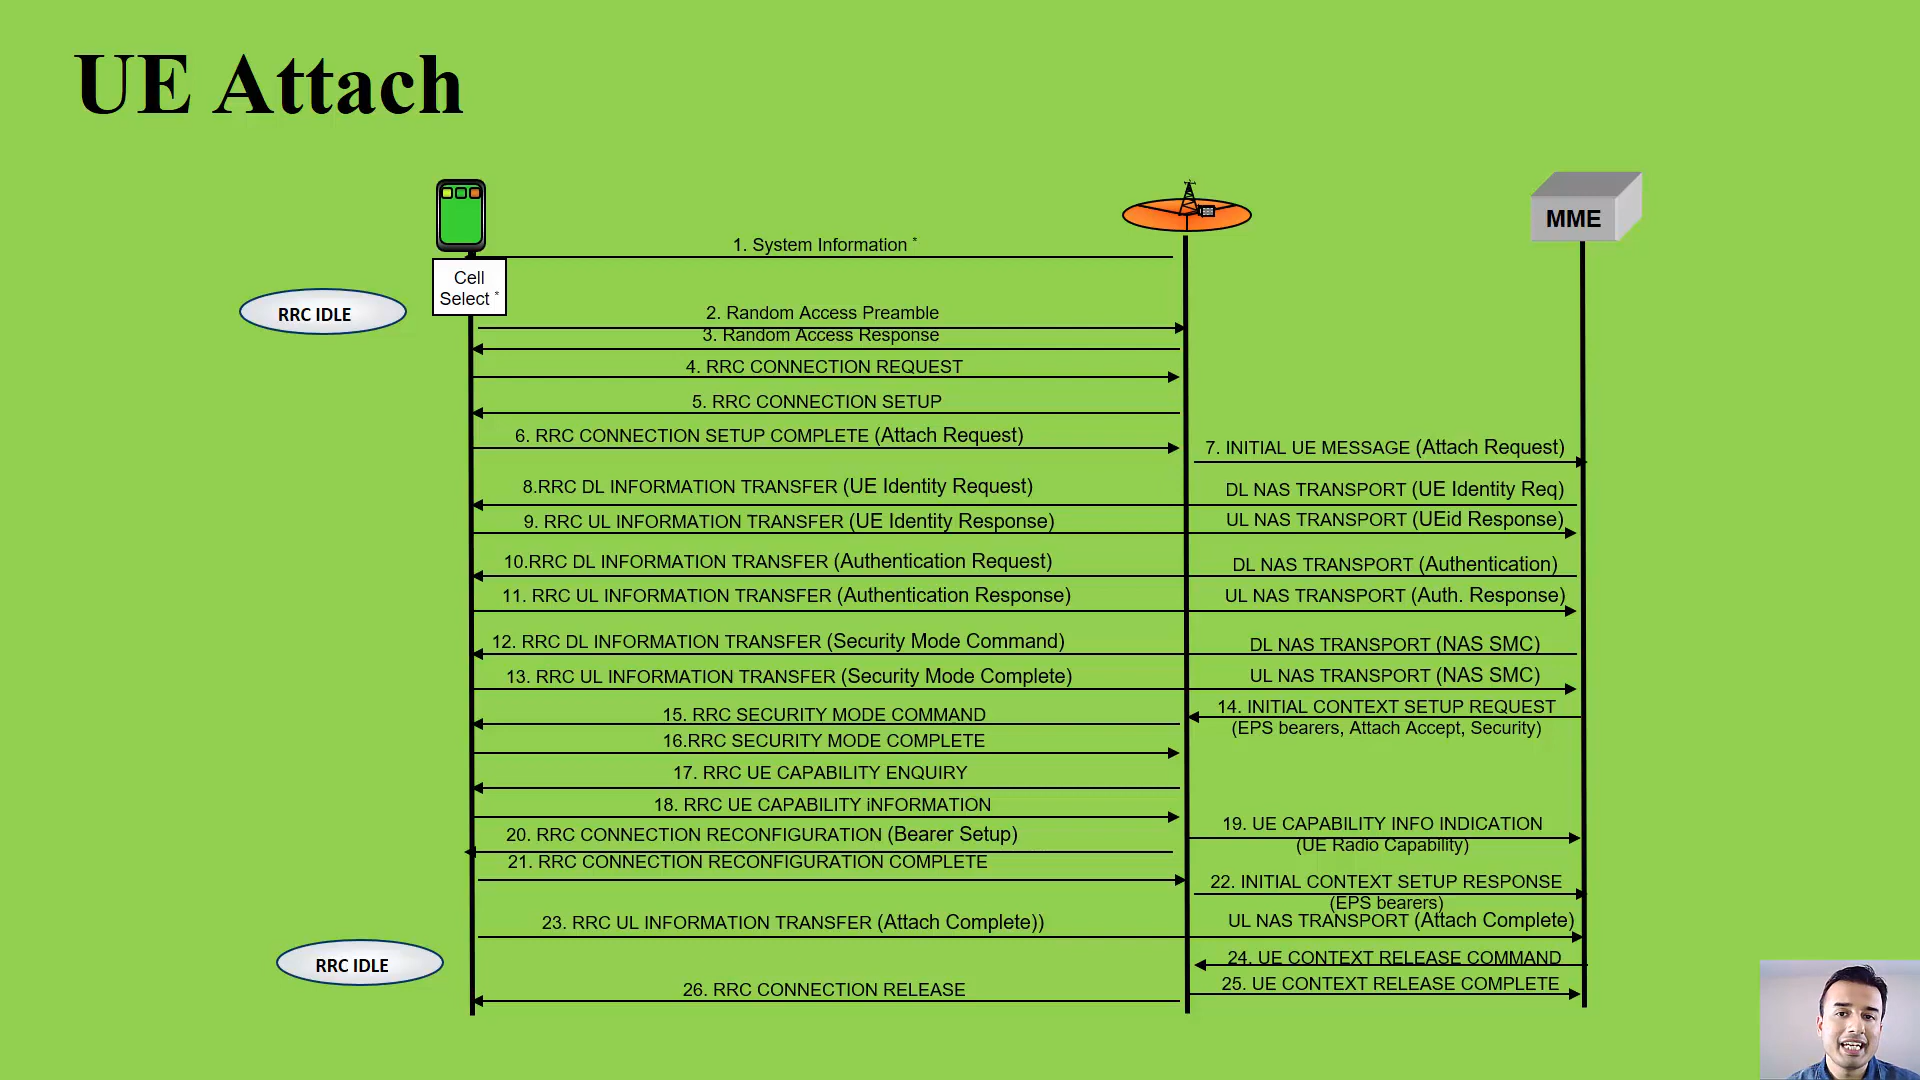 UE Attach
MME
1. System Information *
Cell
Select *
RRC IDLE
2. Random Access Preamble
3. Random Access Response
4. RRC CONNECTION REQUEST
5. RRC CONNECTION SETUP
6. RRC CONNECTION SETUP COMPLETE (Attach Request)
7. INITIAL UE MESSAGE (Attach Request)
8.RRC DL INFORMATION TRANSFER (UE Identity Request)
DL NAS TRANSPORT (UE Identity Req)
9. RRC UL INFORMATION TRANSFER (UE Identity Response)
UL NAS TRANSPORT (UEid Response)
10.RRC DL INFORMATION TRANSFER (Authentication Request)
DL NAS TRANSPORT (Authentication)
11. RRC UL INFORMATION TRANSFER (Authentication Response)
UL NAS TRANSPORT (Auth. Response)
12. RRC DL INFORMATION TRANSFER (Security Mode Command)
DL NAS TRANSPORT (NAS SMC)
13. RRC UL INFORMATION TRANSFER (Security Mode Complete)
UL NAS TRANSPORT (NAS SMC)
14. INITIAL CONTEXT SETUP REQUEST
(EPS bearers, Attach Accept, Security)
15. RRC SECURITY MODE COMMAND
16.RRC SECURITY MODE COMPLETE
17. RRC UE CAPABILITY ENQUIRY
18. RRC UE CAPABILITY iNFORMATION
19. UE CAPABILITY INFO INDICATION
(UE Radio Capability)
20. RRC CONNECTION RECONFIGURATION (Bearer Setup)
21. RRC CONNECTION RECONFIGURATION COMPLETE
22. INITIAL CONTEXT SETUP RESPONSE
(EPS bearers)
23. RRC UL INFORMATION TRANSFER (Attach Complete))
UL NAS TRANSPORT (Attach Complete)
RRC IDLE
24. UE CONTEXT RELEASE COMMAND
25. UE CONTEXT RELEASE COMPLETE
26. RRC CONNECTION RELEASE